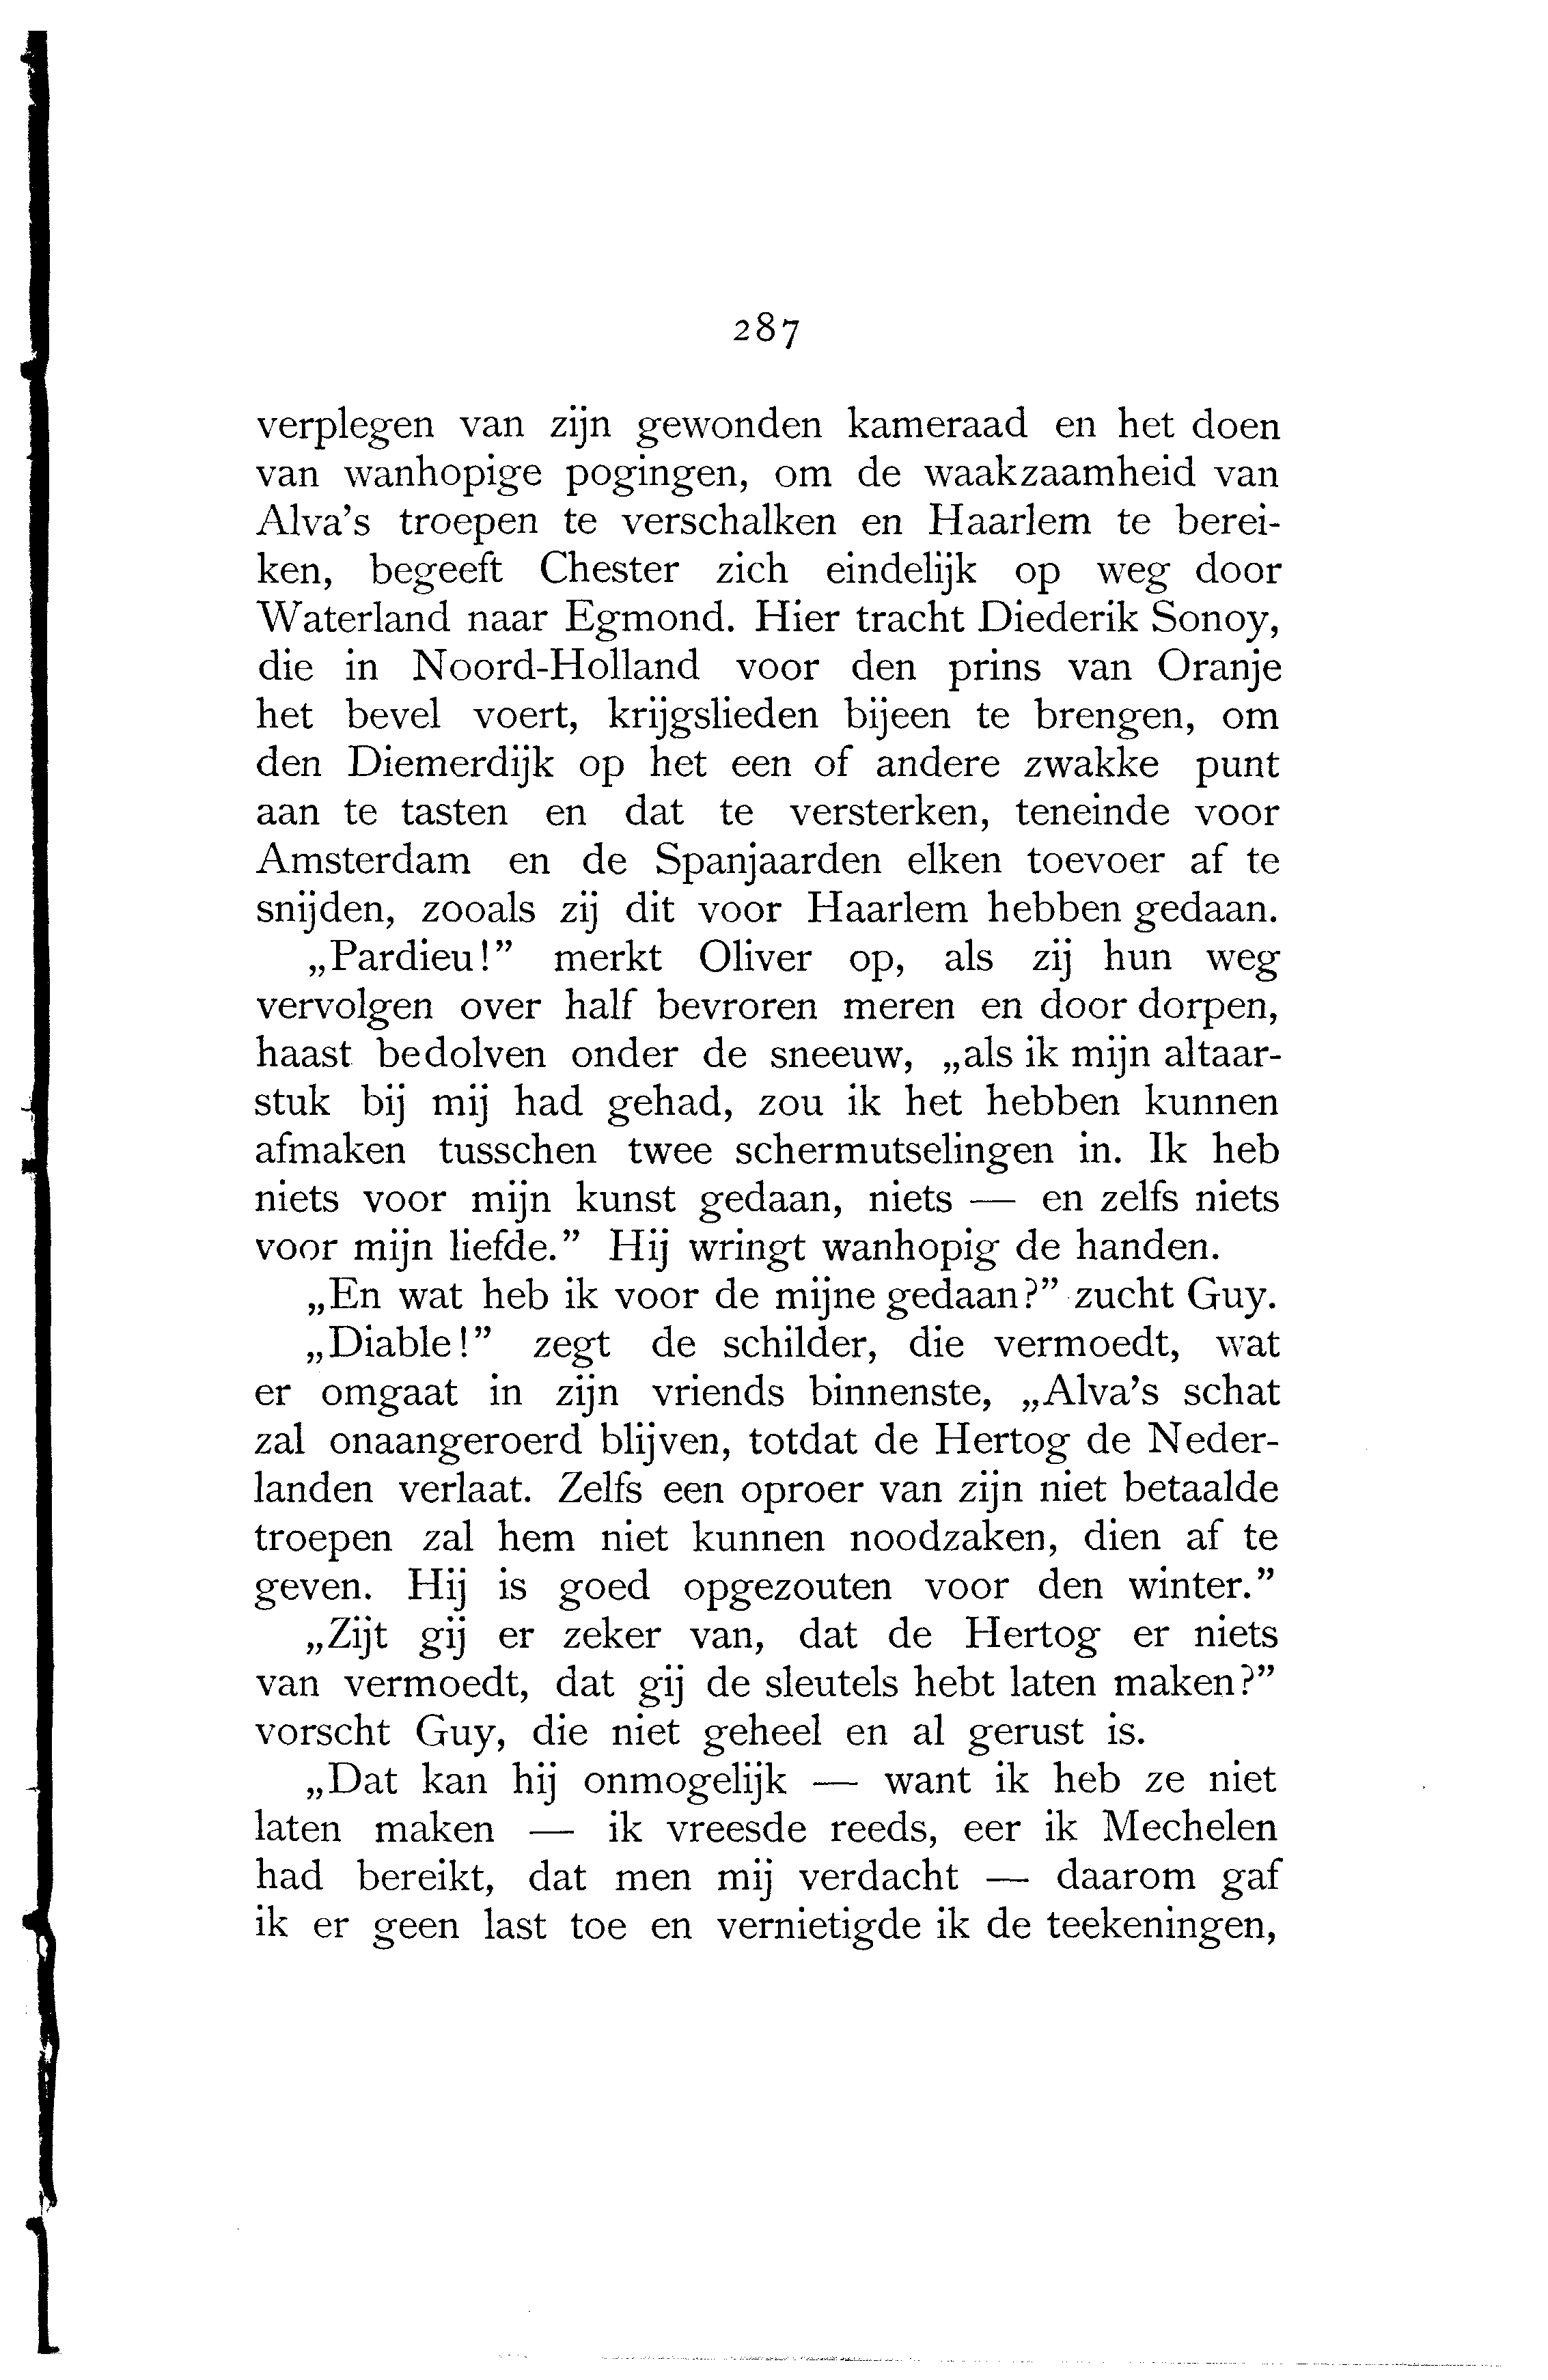 287
verplegen van zijn gewonden kameraad en het doen
van wanhopige pogingen, om de waakzaamheid van
Alva's troepen te verschalken en Haarlem te berei-
ken, begeeft Chester zich eindelijk op weg door
Waterland naar Egmond. Hier tracht Diederik Sonoy,
die in Noord-Holland voor den prins van Oranje
het bevel voert, krijgslieden bijeen te brengen, om
den Diemerdijk op het een of andere zwakke punt
aan te tasten en dat te versterken, teneinde voor
Amsterdam en de Spanjaarden elken toevoer af te
snijden, zooals zij dit voor Haarlem hebben gedaan.
„Pardieu!” merkt Oliver op, als zij hun weg
vervolgen over half bevroren meren en door dorpen,
haast bedolven onder de sneeuw, „als ik mijn altaar-
stuk bij mij had gehad, zou ik het hebben kunnen
afmaken tusschen twee schermutselingen in. Ik heb
niets voor mijn kunst gedaan, niets — en zelfs niets
voor mijn liefde.” Hij wringt wanhopig de handen.
„En wat heb ik voor de mijne gedaan?” zucht Guy.
„Diable!” zegt de schilder, die vermoedt, wat
er omgaat in zijn vriends binnenste, „Alva's schat
zal onaangeroerd blijven, totdat de Hertog de Neder-
landen verlaat. Zelfs een oproer van zijn niet betaalde
troepen zal hem niet kunnen noodzaken, dien af te
geven. Hij is goed opgezouten voor den winter.”
„Zijt gij er zeker van, dat de Hertog er niets
van vermoedt, dat gij de sleutels hebt laten maken?”
vorscht Guy, die niet geheel en al gerust is.
„Dat kan hij onmogelijk — want ik heb ze niet
laten maken — ik vreesde reeds, eer ik Mechelen
had bereikt, dat men mij verdacht — daarom gaf
ik er geen last toe en vernietigde ik de teekeningen,